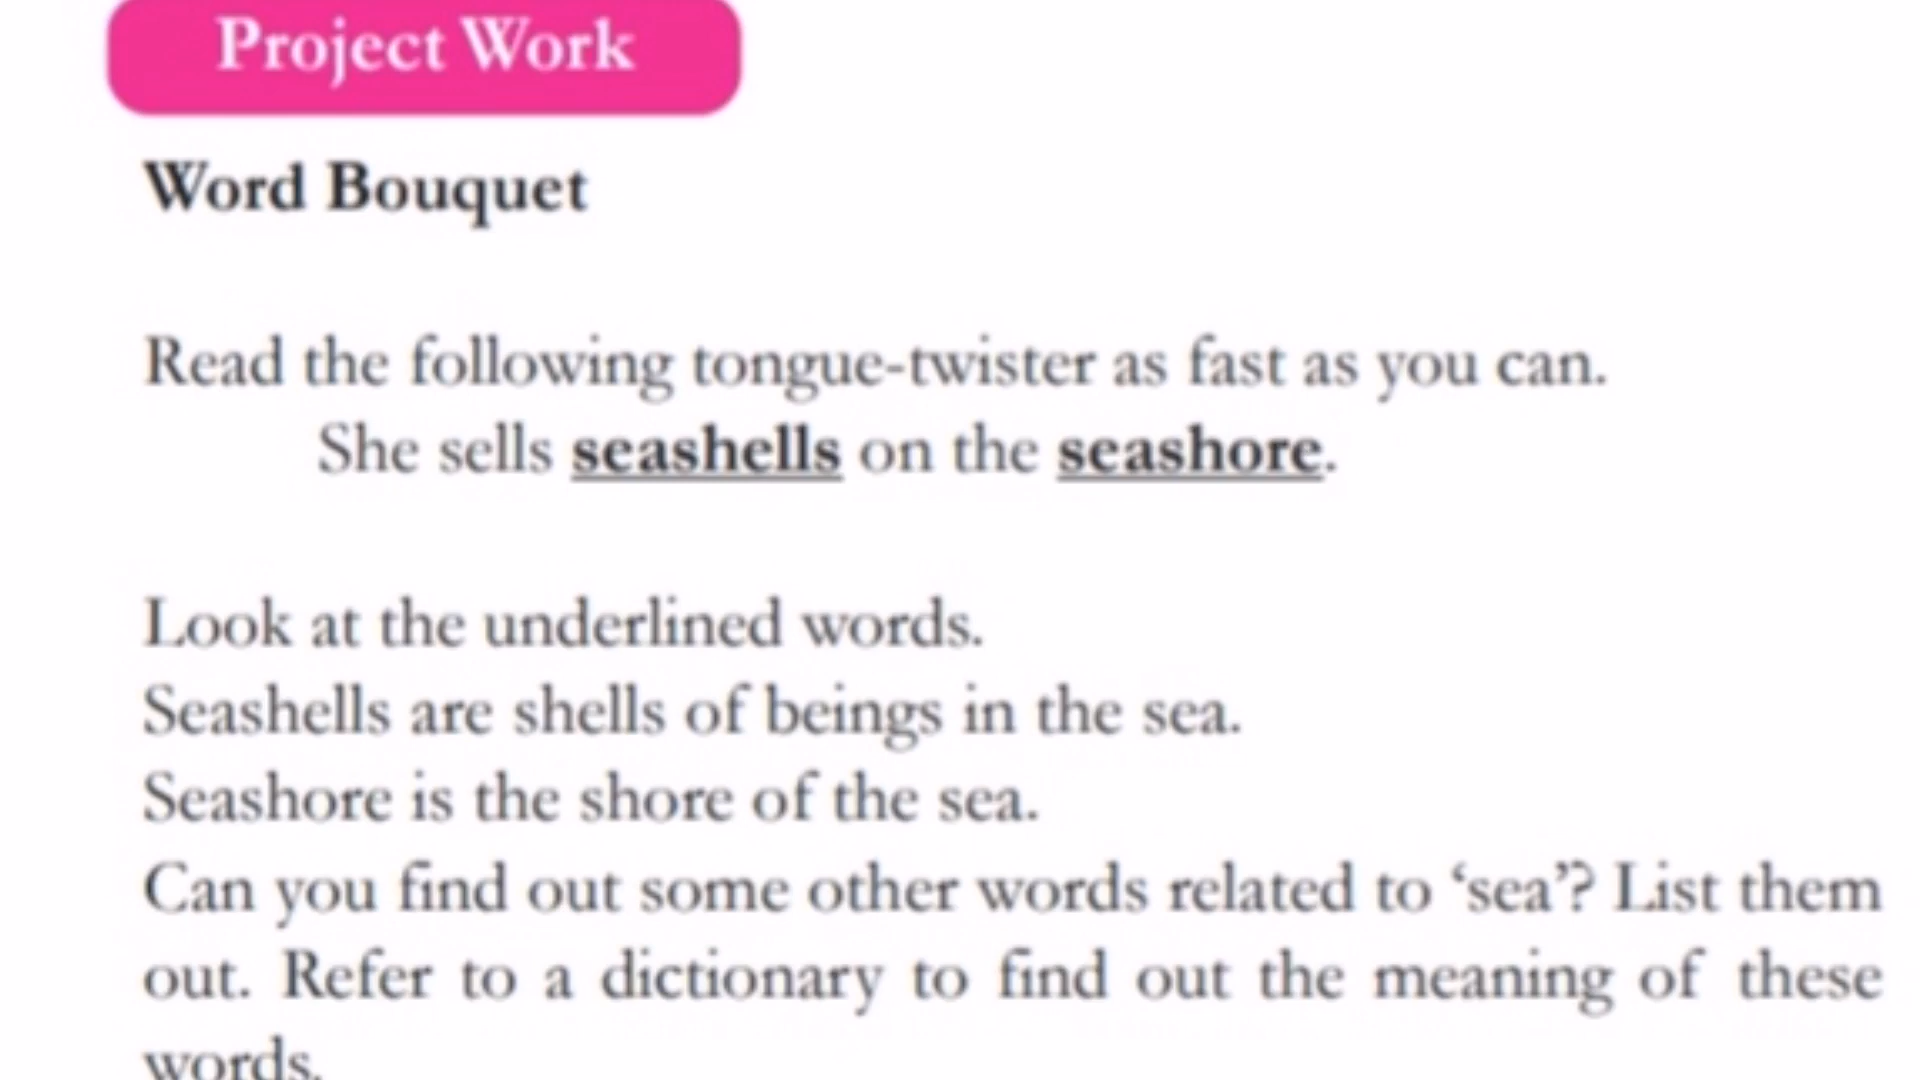 Project Work
Word Bouquet
Read the following tongue-twister as fast as you can.
She sells seashells on the seashore.
Look at the underlined words.
Seashells are shells of beings in the sea.
Seashore is the shore of the sea.
Can you find out some other words related to ‘sea’? List them
out. Refer to a dictionary to find out the meaning of these
words.